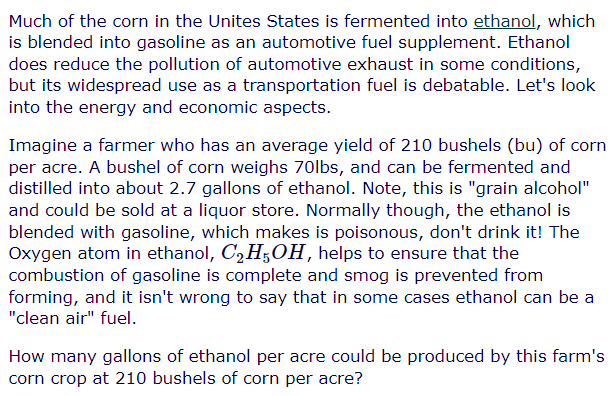 Much of the corn in the Unites States is fermented into ethanol, which
is blended into gasoline as an automotive fuel supplement. Ethanol
does reduce the pollution of automotive exhaust in some conditions,
but its widespread use as a transportation fuel is debatable. Let's look
into the energy and economic aspects.
Imagine a farmer who has an average yield of 210 bushels (bu) of corn
per acre. A bushel of corn weighs 70lbs, and can be fermented and
distilled into about 2.7 gallons of ethanol. Note, this is "grain alcohol"
and could be sold at a liquor store. Normally though, the ethanol is
blended with gasoline, which makes is poisonous, don't drink it! The
Oxygen atom in ethanol, C₂H₅OH, helps to ensure that the
combustion of gasoline is complete and smog is prevented from
forming, and it isn't wrong to say that in some cases ethanol can be a
"clean air" fuel.
How many gallons of ethanol per acre could be produced by this farm's
corn crop at 210 bushels of corn per acre?